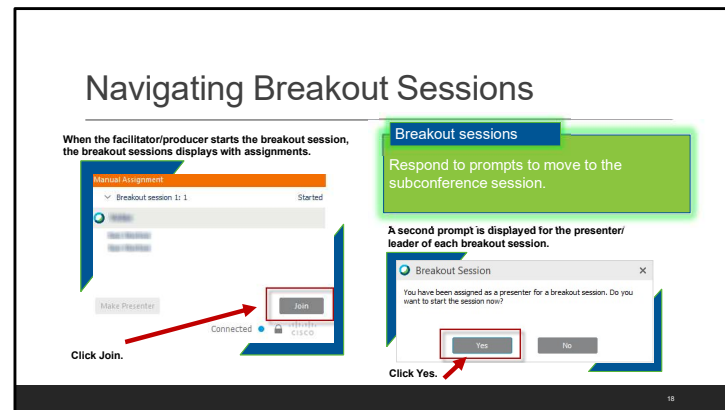 Navigating Breakout Sessions
When the facilitator/producer starts the breakout session,
the breakout sessions displays with assignments.
Manual Assignment
Breakout session 1: 1 Started
Make Presenter
Join
Connected
CISCO
Click Join.
Breakout sessions
Respond to prompts to move to the
subconference session.
A second prompt is displayed for the presenter/
leader of each breakout session.
Breakout Session
You have been assigned as a presenter for a breakout session. Do you
want to start the session now?
Yes No
Click Yes.
18